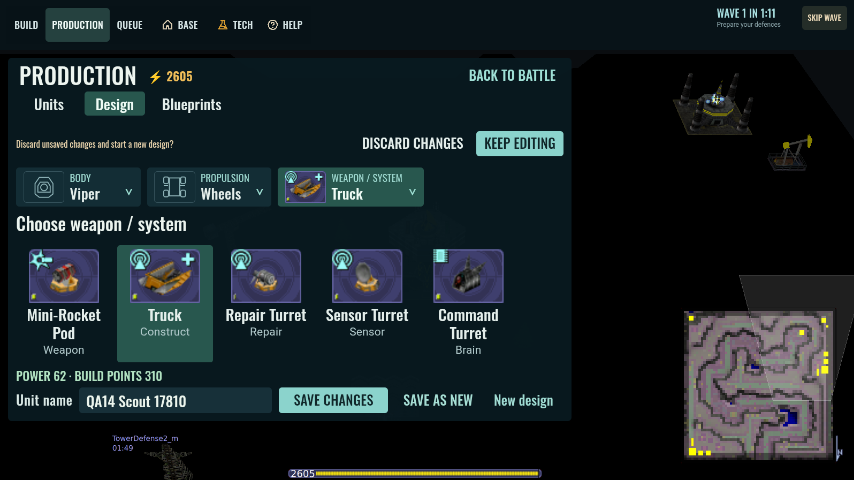 BUILD
PRODUCTION
QUEUE
BASE
TECH
HELP
WAVE 1 IN 1:11
Prepare your defences
SKIP WAVE
PRODUCTION
2605
BACK TO BATTLE
Units
Design
Blueprints
Discard unsaved changes and start a new design?
DISCARD CHANGES
KEEP EDITING
BODY
Viper
PROPULSION
Wheels
WEAPON / SYSTEM
Truck
Choose weapon / system
Mini-Rocket
Pod
Weapon
Truck
Construct
Repair Turret
Repair
Sensor Turret
Sensor
Command
Turret
Brain
POWER 62 · BUILD POINTS 310
Unit name
QA14 Scout 17810
SAVE CHANGES
SAVE AS NEW
New design
TowerDefense2_m
01:49
2605
N